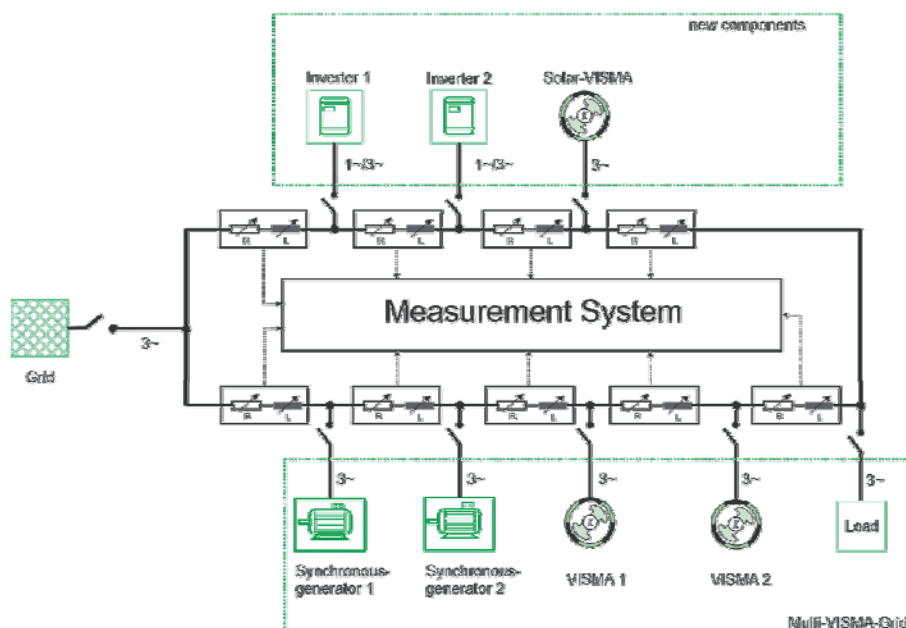 new components
Inverter 1
Inverter 2
Solar-VISMA
1~/3~
1~/3~
3~
R L
R L
R L
R L
Measurement System
3~
Grid
R L
R L
R L
R L
R L
3~
3~
3~
3~
3~
Load
Synchronous-
generator 1
Synchronous-
generator 2
VISMA 1
VISMA 2
Multi-VISMA-Grid